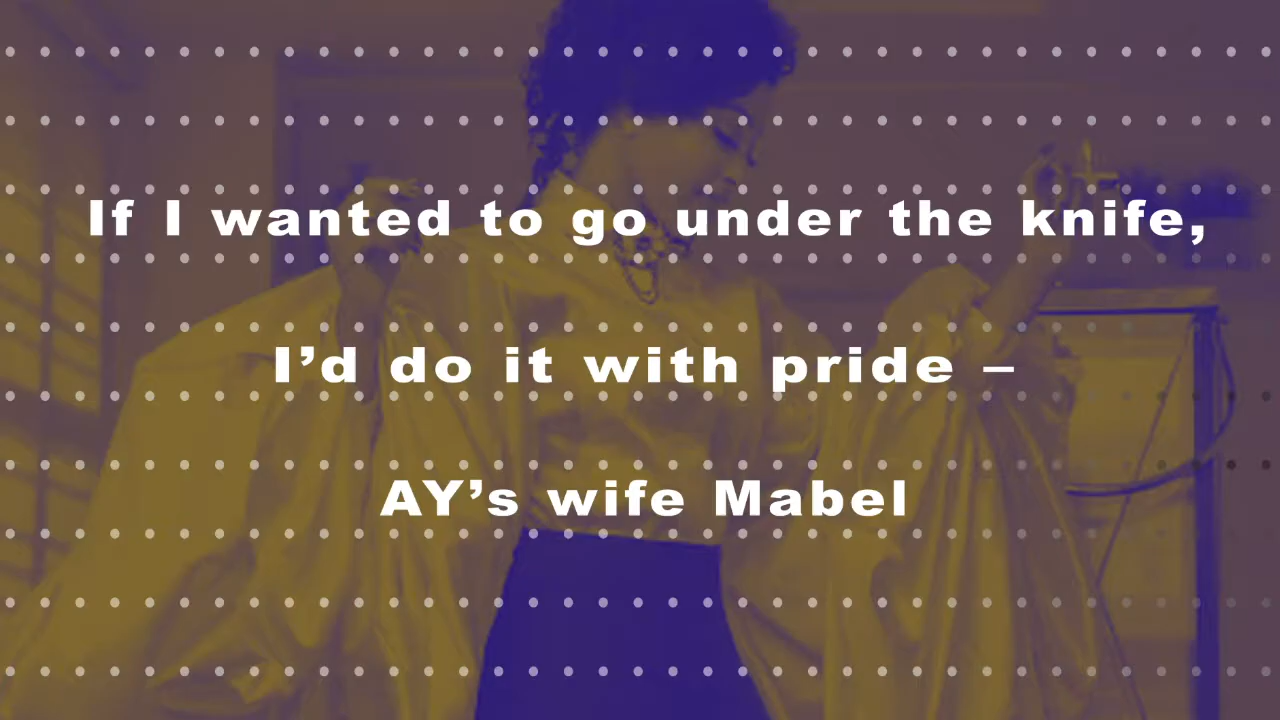 If I wanted to go under the knife,
I’d do it with pride –
AY’s wife Mabel